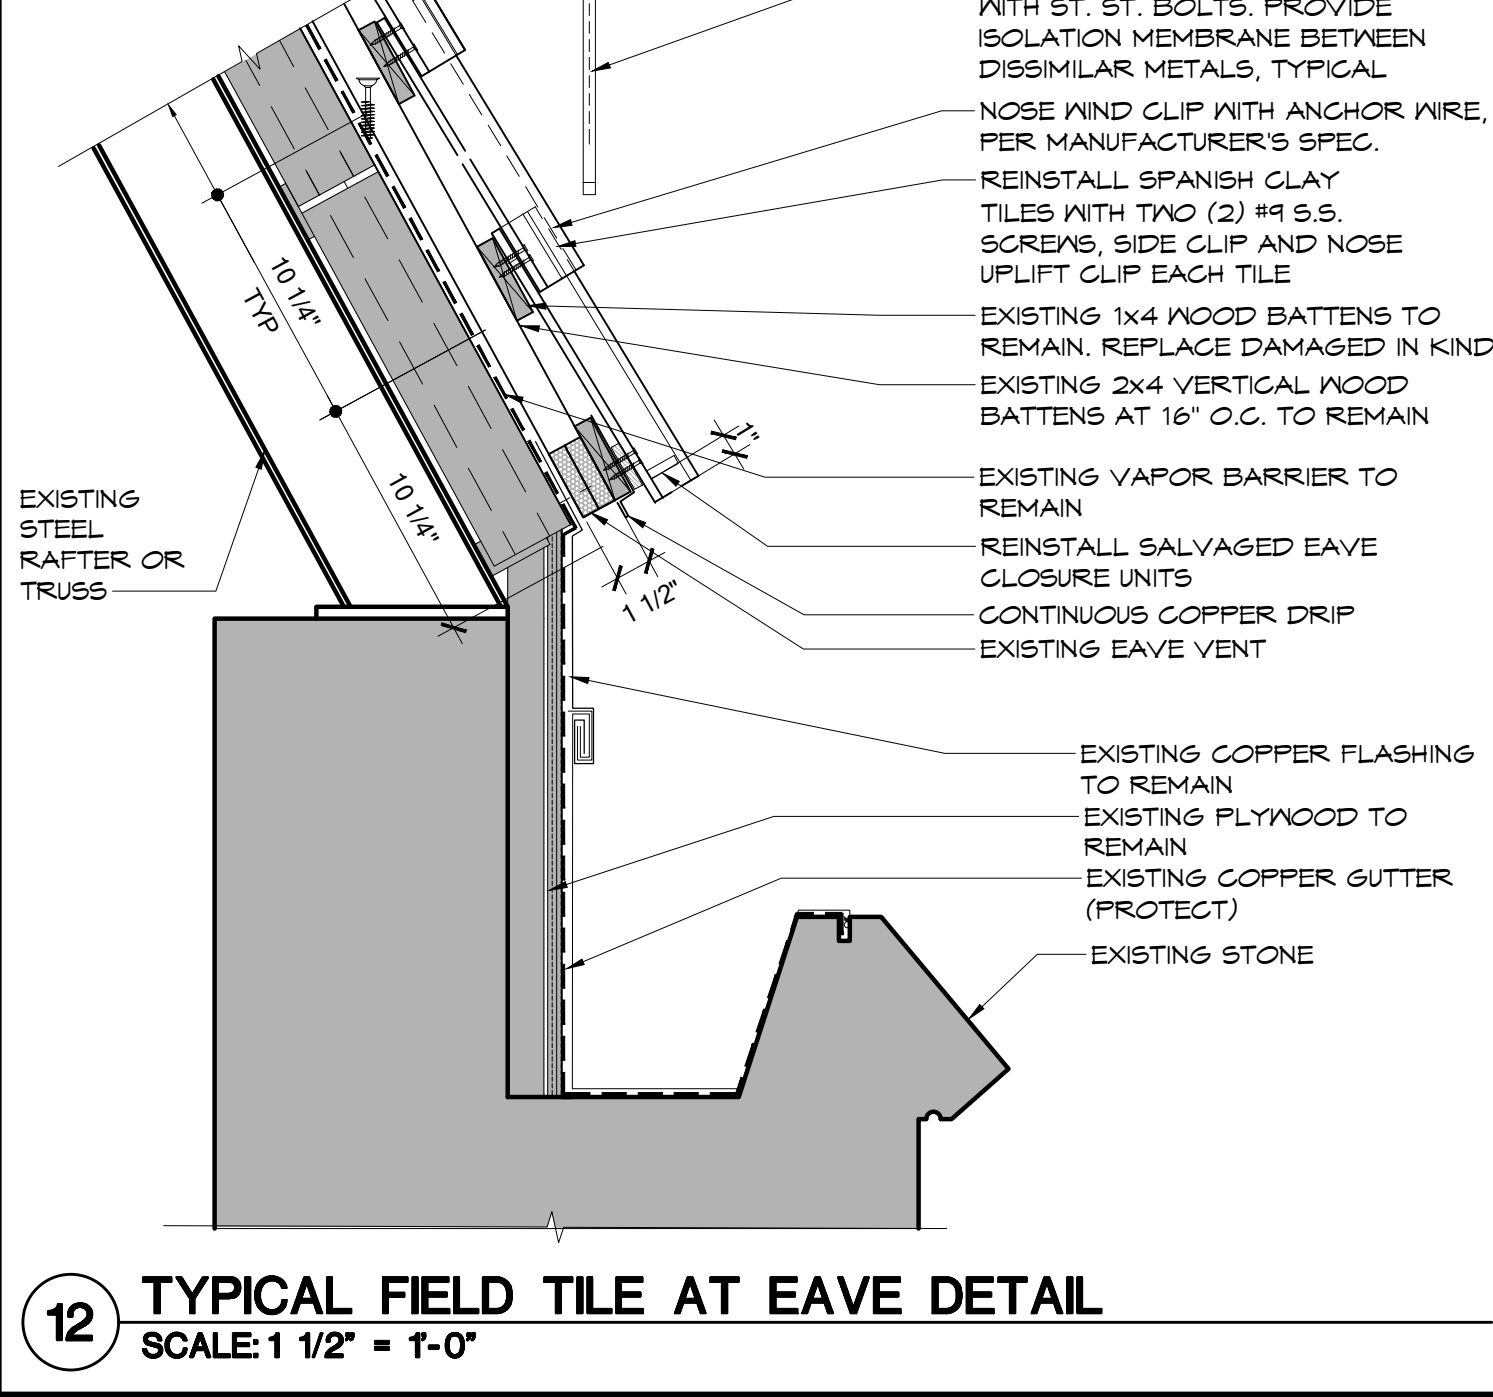 WITH ST. ST. BOLTS. PROVIDE
ISOLATION MEMBRANE BETWEEN
DISSIMILAR METALS, TYPICAL
NOSE WIND CLIP WITH ANCHOR WIRE,
PER MANUFACTURER'S SPEC.
REINSTALL SPANISH CLAY
TILES WITH TWO (2) #9 S.S.
SCREWS, SIDE CLIP AND NOSE
UPLIFT CLIP EACH TILE
EXISTING 1x4 WOOD BATTENS TO
REMAIN. REPLACE DAMAGED IN KIND
EXISTING 2x4 VERTICAL WOOD
BATTENS AT 16" O.C. TO REMAIN
EXISTING VAPOR BARRIER TO
REMAIN
REINSTALL SALVAGED EAVE
CLOSURE UNITS
CONTINUOUS COPPER DRIP
EXISTING EAVE VENT
EXISTING COPPER FLASHING
TO REMAIN
EXISTING PLYWOOD TO
REMAIN
EXISTING COPPER GUTTER
(PROTECT)
EXISTING STONE
10 1/4"
TYP
10 1/4"
1"
1 1/2"
EXISTING
STEEL
RAFTER OR
TRUSS
12
TYPICAL FIELD TILE AT EAVE DETAIL
SCALE: 1 1/2" = 1'-0"